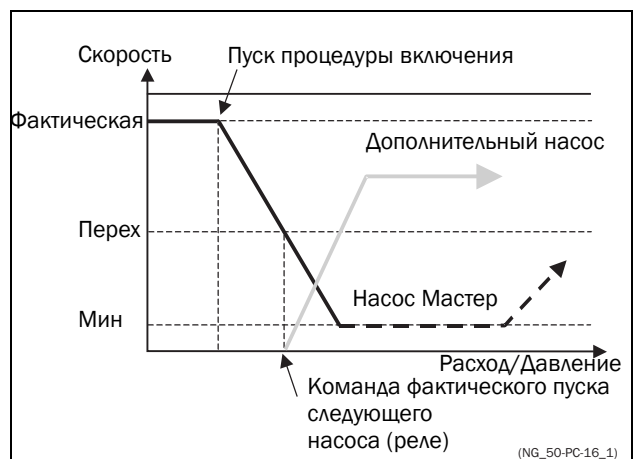 Скорость
Пуск процедуры включения
Фактическая
Дополнительный насос
Перех
Насос Мастер
Мин
Расход/Давление
Команда фактического пуска
следующего
насоса (реле)
(NG_50-PC-16_1)